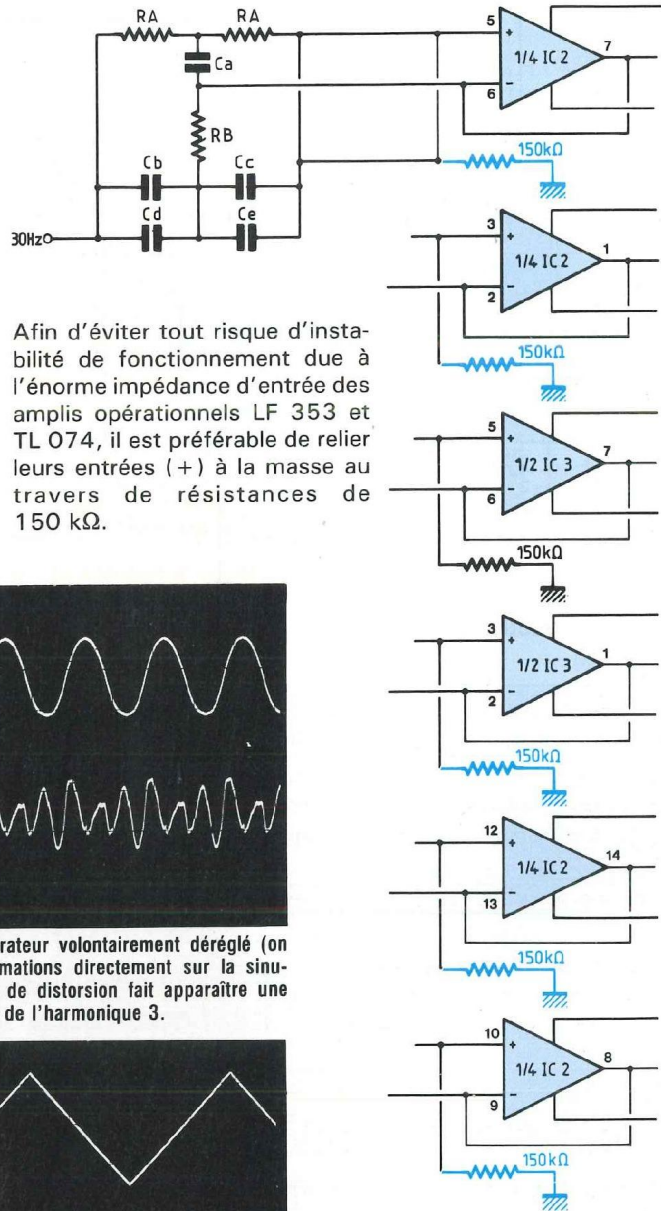 RA
RA
Ca
RB
Cb
Cc
Cd
Ce
30Hz
5
+
1/4 IC 2
7
-
6
150kΩ
3
+
1/4 IC 2
1
-
2
150kΩ
Afin d'éviter tout risque d'insta-
bilité de fonctionnement due à
l'énorme impédance d'entrée des
amplis opérationnels LF 353 et
TL 074, il est préférable de relier
leurs entrées (+) à la masse au
travers de résistances de
150 kΩ.
5
+
1/2 IC 3
7
-
6
150kΩ
3
+
1/2 IC 3
1
-
2
150kΩ
12
+
1/4 IC 2
14
-
13
150kΩ
rateur volontairement déréglé (on
mations directement sur la sinu-
de distorsion fait apparaître une
de l'harmonique 3.
10
+
1/4 IC 2
8
-
9
150kΩ